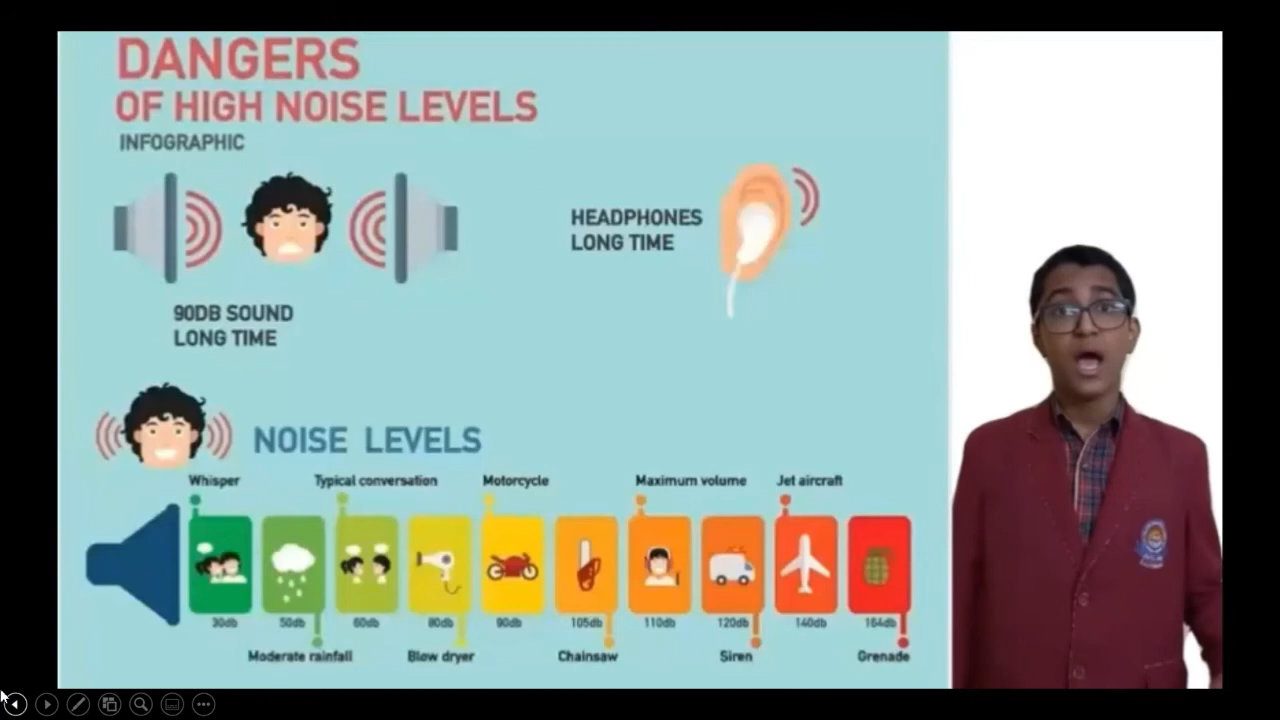 DANGERS
OF HIGH NOISE LEVELS
INFOGRAPHIC
HEADPHONES
LONG TIME
90DB SOUND
LONG TIME
NOISE LEVELS
Whisper Typical conversation Motorcycle Maximum volume Jet aircraft
30db 50db 60db 80db 90db 105db 110db 120db 140db 164db
Moderate rainfall Blow dryer Chainsaw Siren Grenade